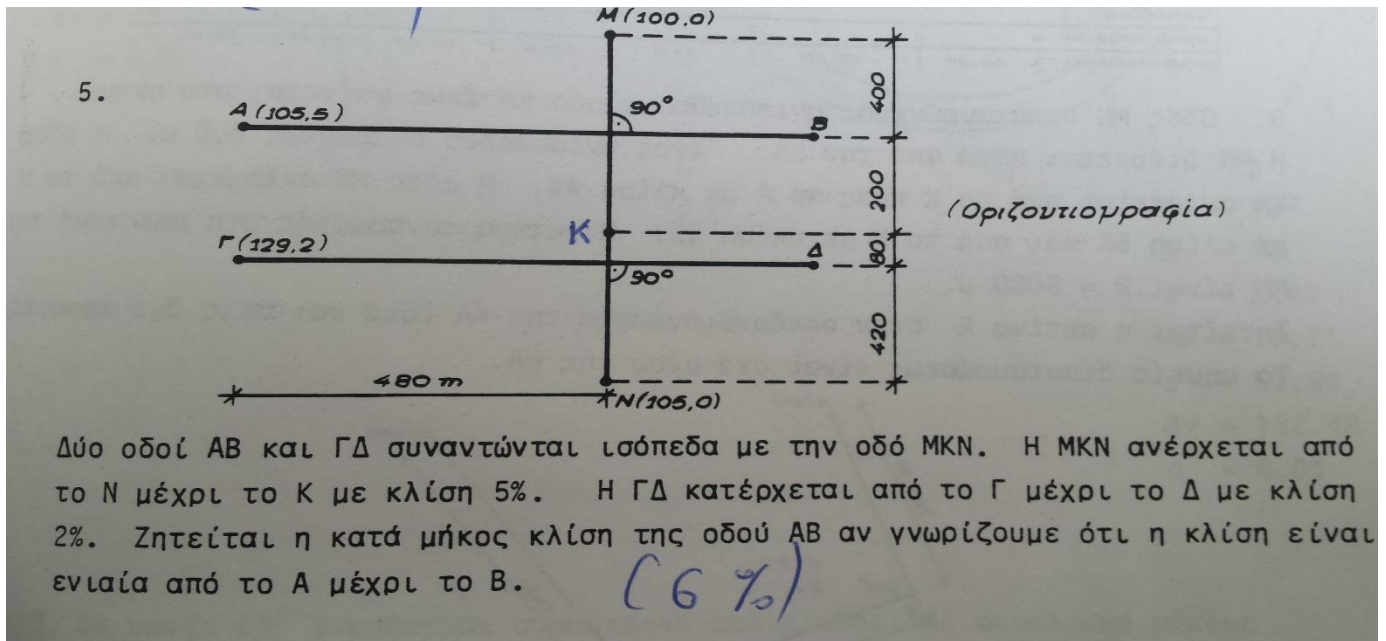 M(100,0)
5.
A(105,5)
90°
B
400
200
(Οριζοντιομραφία)
K
Γ(129,2)
Δ
80
90°
420
480 m
N(105,0)
Δύο οδοί ΑΒ και ΓΔ συναντώνται ισόπεδα με την οδό ΜΚΝ. Η ΜΚΝ ανέρχεται από
το Ν μέχρι το Κ με κλίση 5%. Η ΓΔ κατέρχεται από το Γ μέχρι το Δ με κλίση
2%. Ζητείται η κατά μήκος κλίση της οδού ΑΒ αν γνωρίζουμε ότι η κλίση είναι
ενιαία από το Α μέχρι το Β.
(6 %)